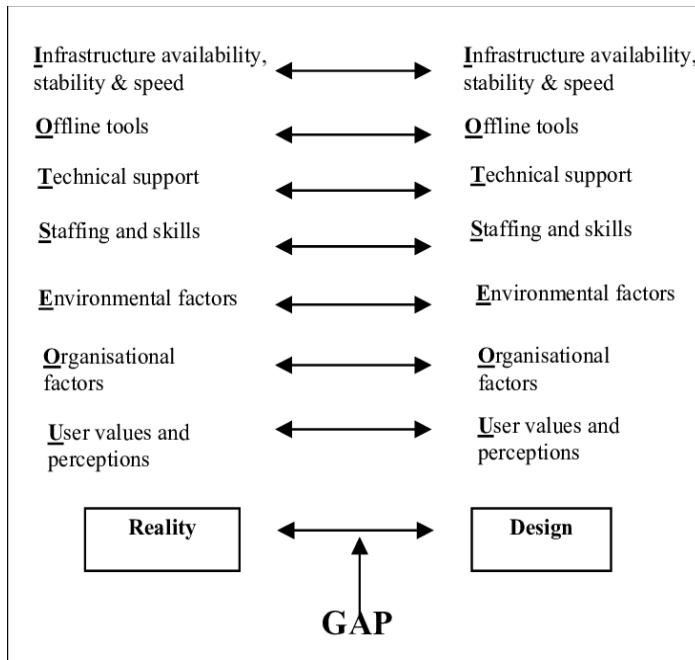 Infrastructure availability, stability & speed
Infrastructure availability, stability & speed
Offline tools
Offline tools
Technical support
Technical support
Staffing and skills
Staffing and skills
Environmental factors
Environmental factors
Organisational factors
Organisational factors
User values and perceptions
User values and perceptions
Reality
Design
GAP